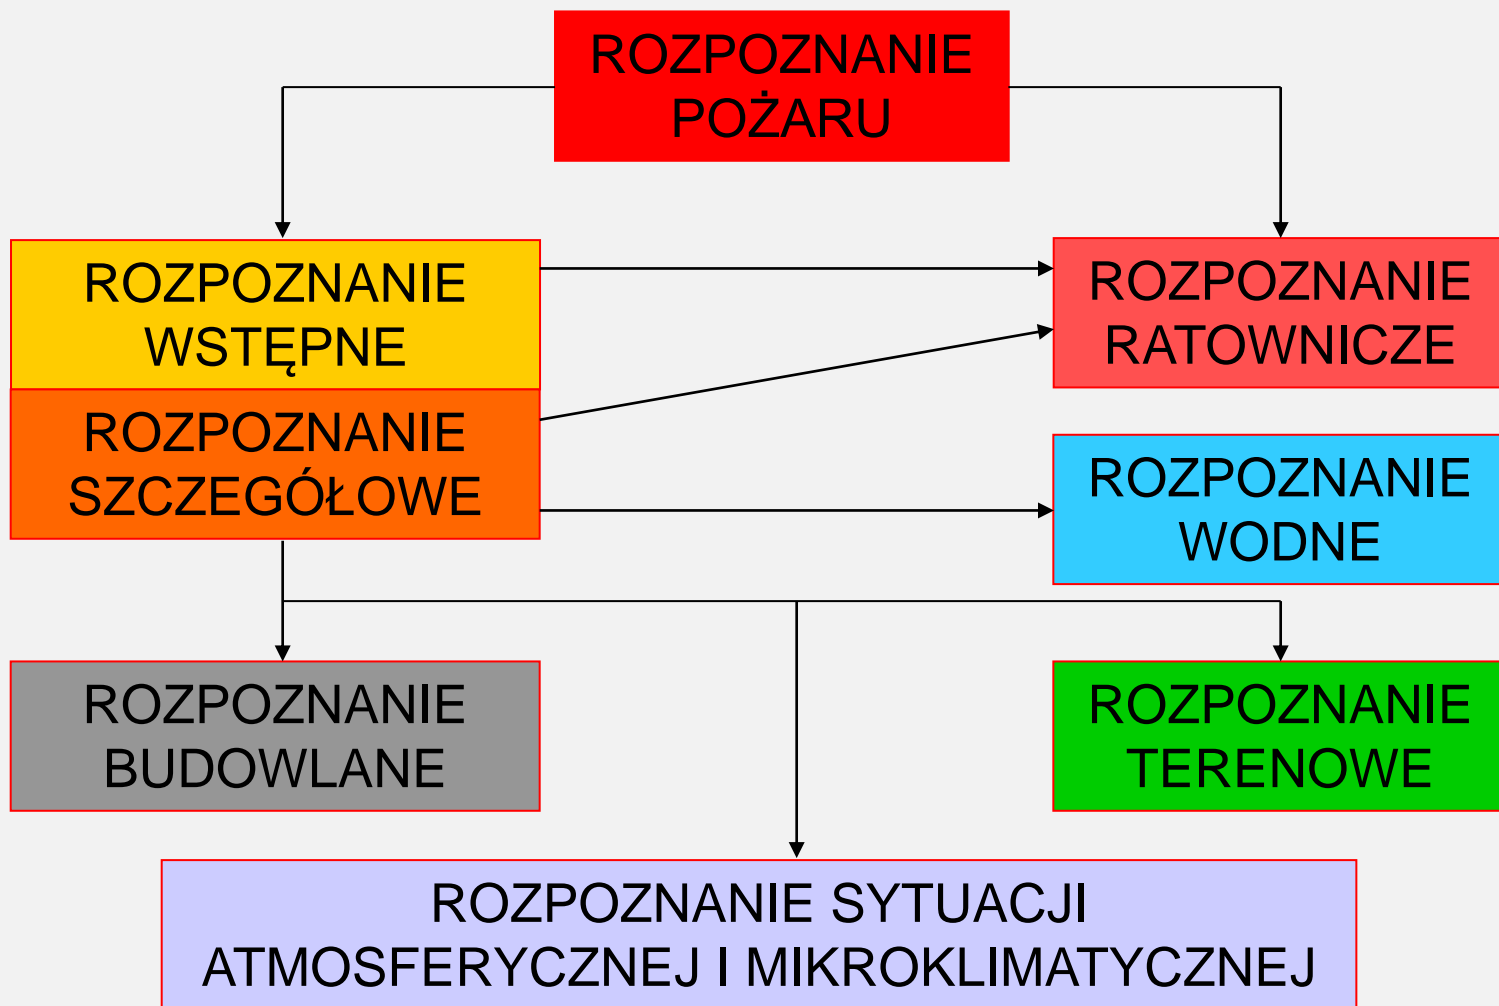 ROZPOZNANIE
POŻARU
ROZPOZNANIE
WSTĘPNE
ROZPOZNANIE
RATOWNICZE
ROZPOZNANIE
SZCZEGÓŁOWE
ROZPOZNANIE
WODNE
ROZPOZNANIE
BUDOWLANE
ROZPOZNANIE
TERENOWE
ROZPOZNANIE SYTUACJI
ATMOSFERYCZNEJ I MIKROKLIMATYCZNEJ